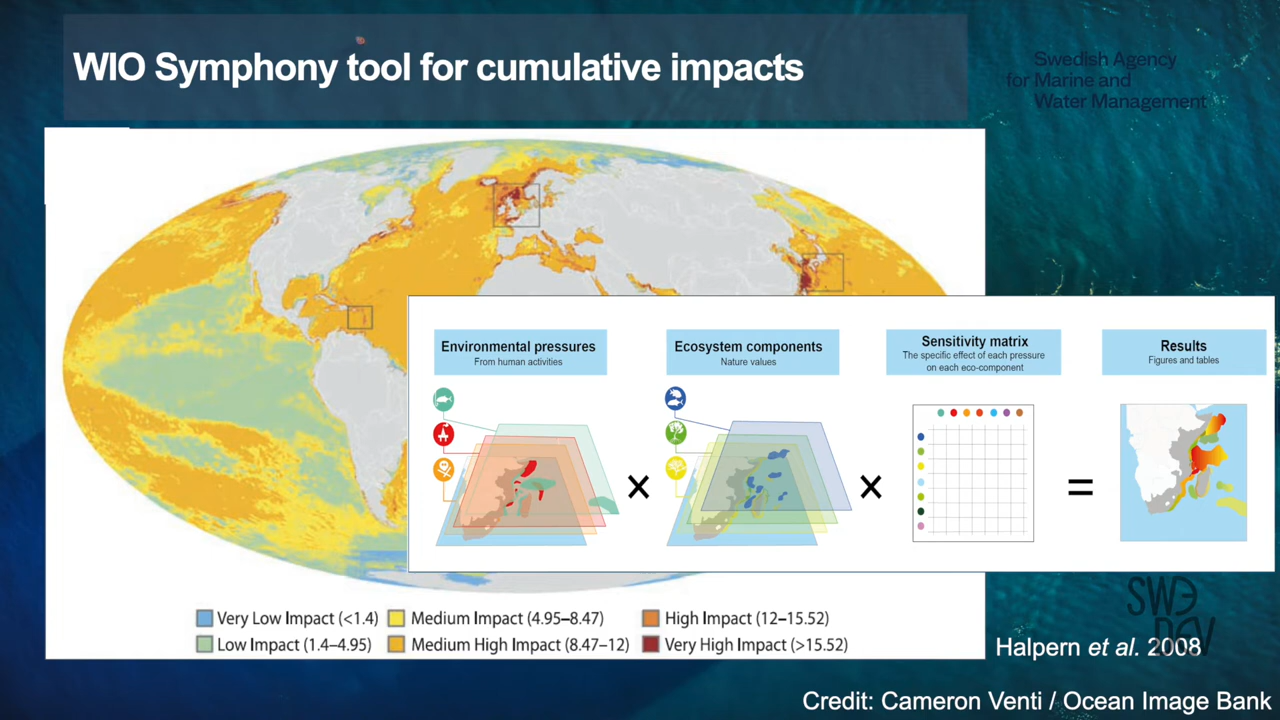 WIO Symphony tool for cumulative impacts
Swedish Agency
for Marine and
Water Management
Environmental pressures
From human activities
Ecosystem components
Nature values
Sensitivity matrix
The specific effect of each pressure
on each eco-component
Results
Figures and tables
×
×
=
Very Low Impact (<1.4)
Medium Impact (4.95–8.47)
High Impact (12–15.52)
Low Impact (1.4–4.95)
Medium High Impact (8.47–12)
Very High Impact (>15.52)
SWE
DEV
Halpern et al. 2008
Credit: Cameron Venti / Ocean Image Bank